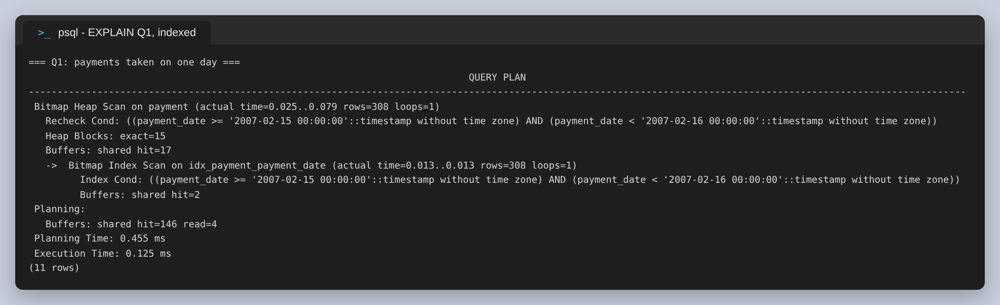 >_ psql - EXPLAIN Q1, indexed
=== Q1: payments taken on one day ===
QUERY PLAN
--------------------------------------------------------------------------------------------------------------------------------------------------------------------
Bitmap Heap Scan on payment (actual time=0.025..0.079 rows=308 loops=1)
Recheck Cond: ((payment_date >= '2007-02-15 00:00:00'::timestamp without time zone) AND (payment_date < '2007-02-16 00:00:00'::timestamp without time zone))
Heap Blocks: exact=15
Buffers: shared hit=17
->  Bitmap Index Scan on idx_payment_payment_date (actual time=0.013..0.013 rows=308 loops=1)
Index Cond: ((payment_date >= '2007-02-15 00:00:00'::timestamp without time zone) AND (payment_date < '2007-02-16 00:00:00'::timestamp without time zone))
Buffers: shared hit=2
Planning:
Buffers: shared hit=146 read=4
Planning Time: 0.455 ms
Execution Time: 0.125 ms
(11 rows)